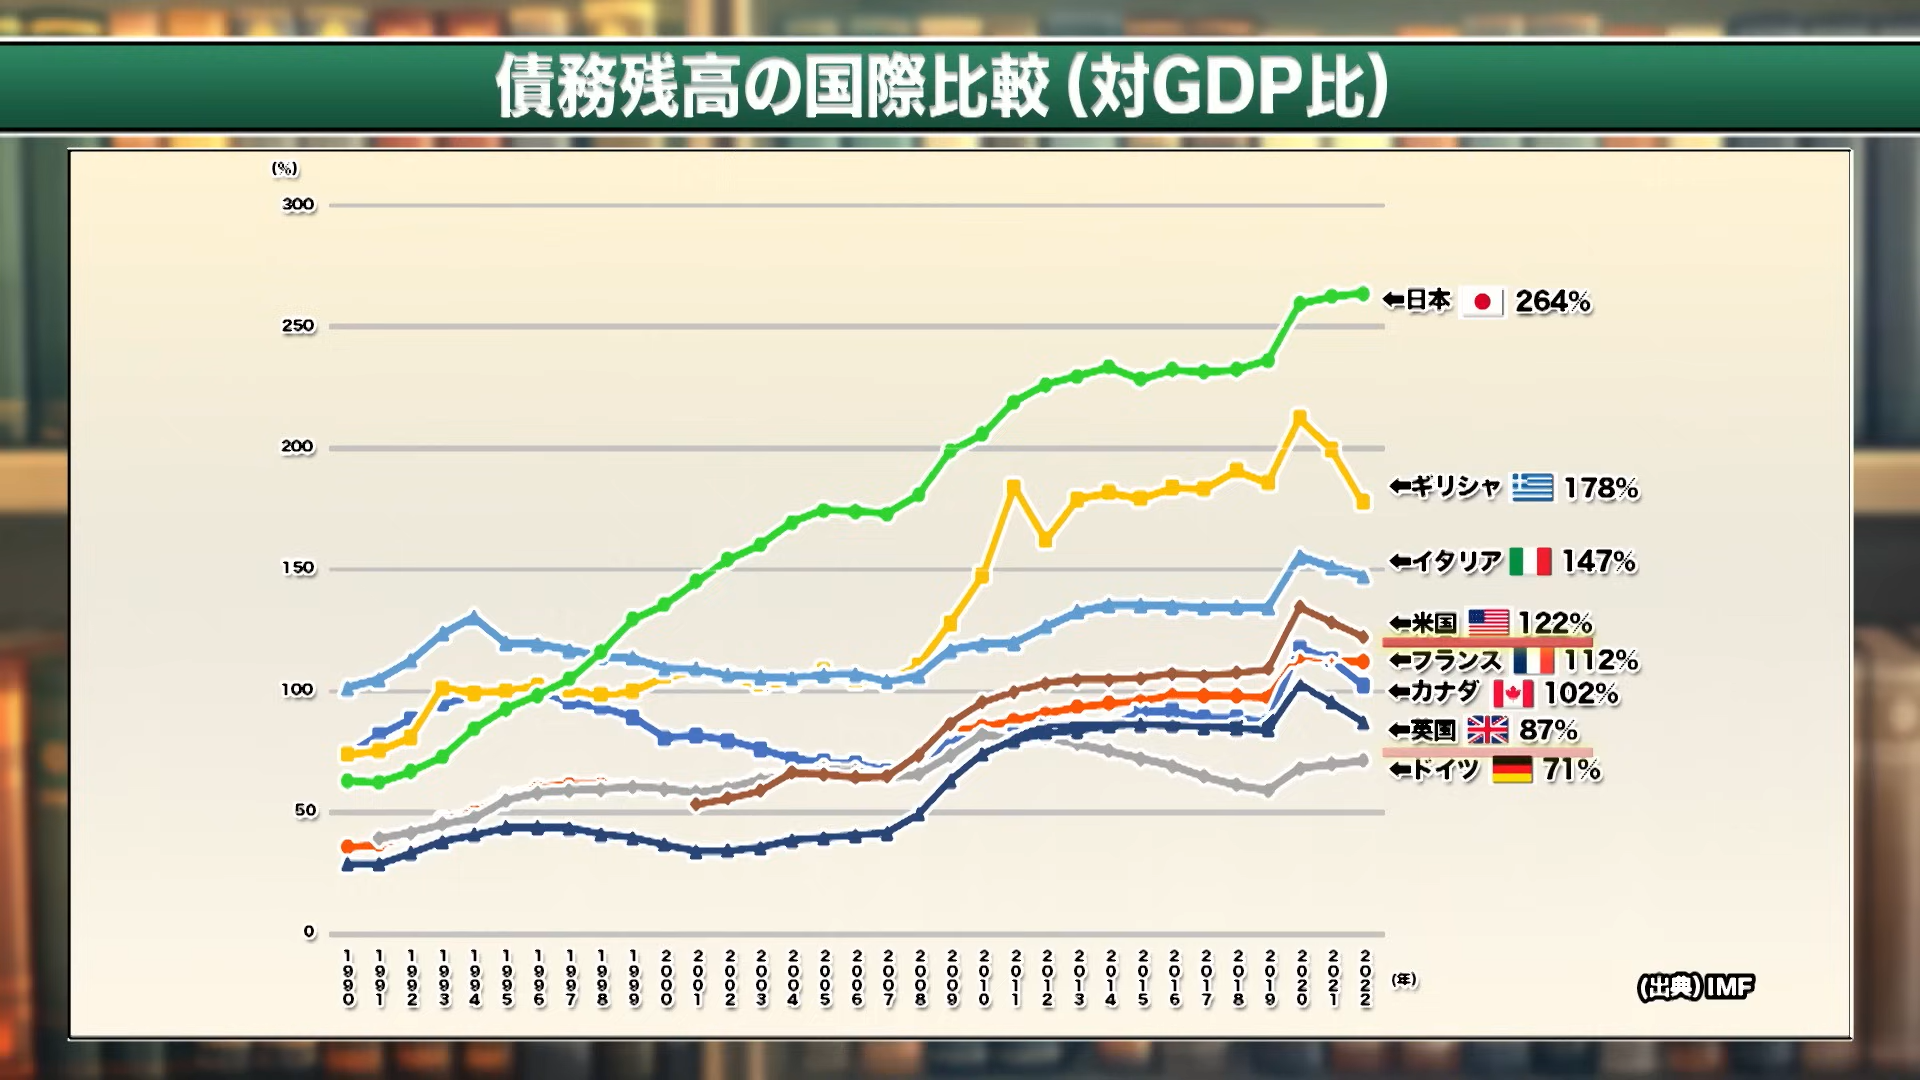 債務残高の国際比較（対GDP比）
(%)
300
250
200
150
100
50
0
←日本 264%
←ギリシャ 178%
←イタリア 147%
←米国 122%
←フランス 112%
←カナダ 102%
←英国 87%
←ドイツ 71%
1990 1991 1992 1993 1994 1995 1996 1997 1998 1999 2000 2001 2002 2003 2004 2005 2006 2007 2008 2009 2010 2011 2012 2013 2014 2015 2016 2017 2018 2019 2020 2021 2022 (年)
(出典)IMF